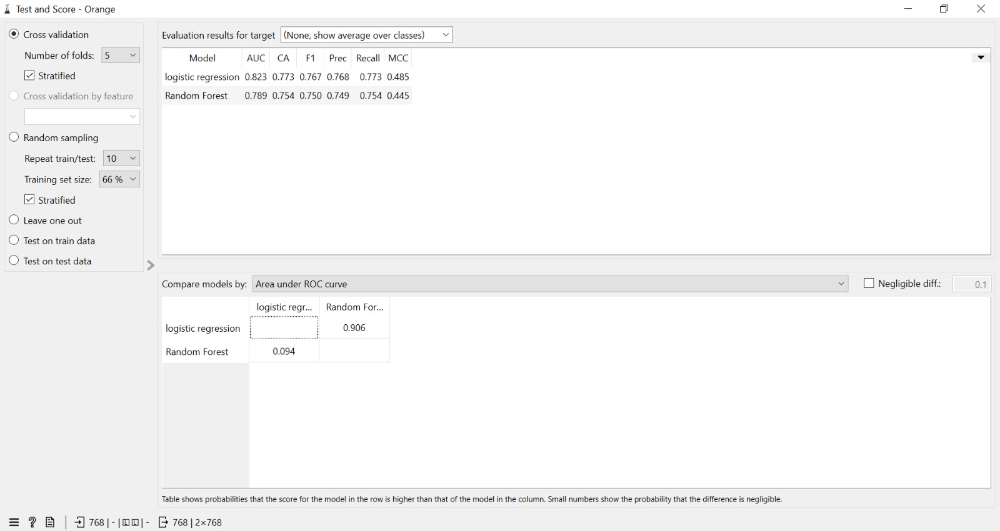 Test and Score - Orange
Cross validation
Number of folds: 5
Stratified
Cross validation by feature
Random sampling
Repeat train/test: 10
Training set size: 66 %
Stratified
Leave one out
Test on train data
Test on test data
Evaluation results for target (None, show average over classes)
Model AUC CA F1 Prec Recall MCC
logistic regression 0.823 0.773 0.767 0.768 0.773 0.485
Random Forest 0.789 0.754 0.750 0.749 0.754 0.445
Compare models by: Area under ROC curve Negligible diff.: 0.1
logistic regr... Random For...
logistic regression 0.906
Random Forest 0.094
Table shows probabilities that the score for the model in the row is higher than that of the model in the column. Small numbers show the probability that the difference is negligible.
768 | - | LL | - 768 | 2×768